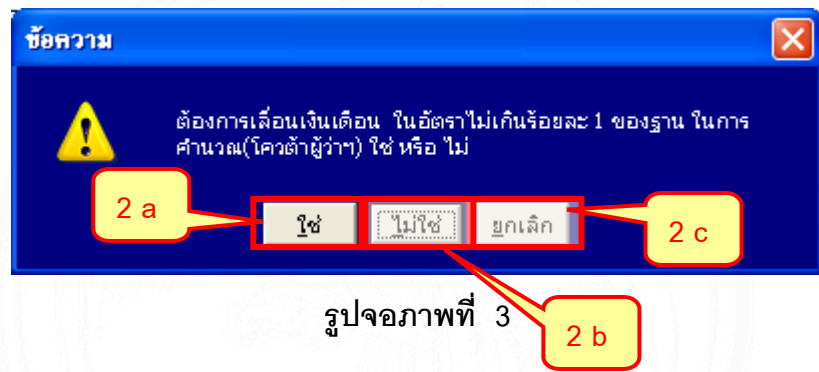 ข้อความ
ต้องการเลื่อนเงินเดือน ในอัตราไม่เกินร้อยละ 1 ของฐาน ในการ
คำนวณ(โควต้าผู้ว่าฯ) ใช่ หรือ ไม่
2 a
ใช่
ไม่ใช่
ยกเลิก
2 c
รูปจอภาพที่ 3
2 b